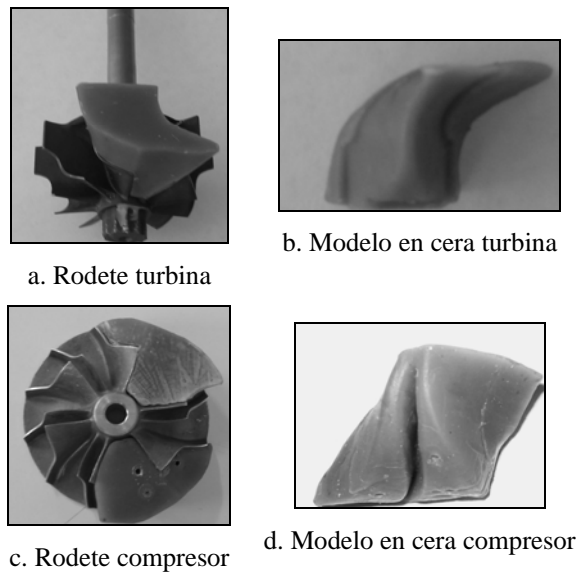 a. Rodete turbina
b. Modelo en cera turbina
c. Rodete compresor
d. Modelo en cera compresor